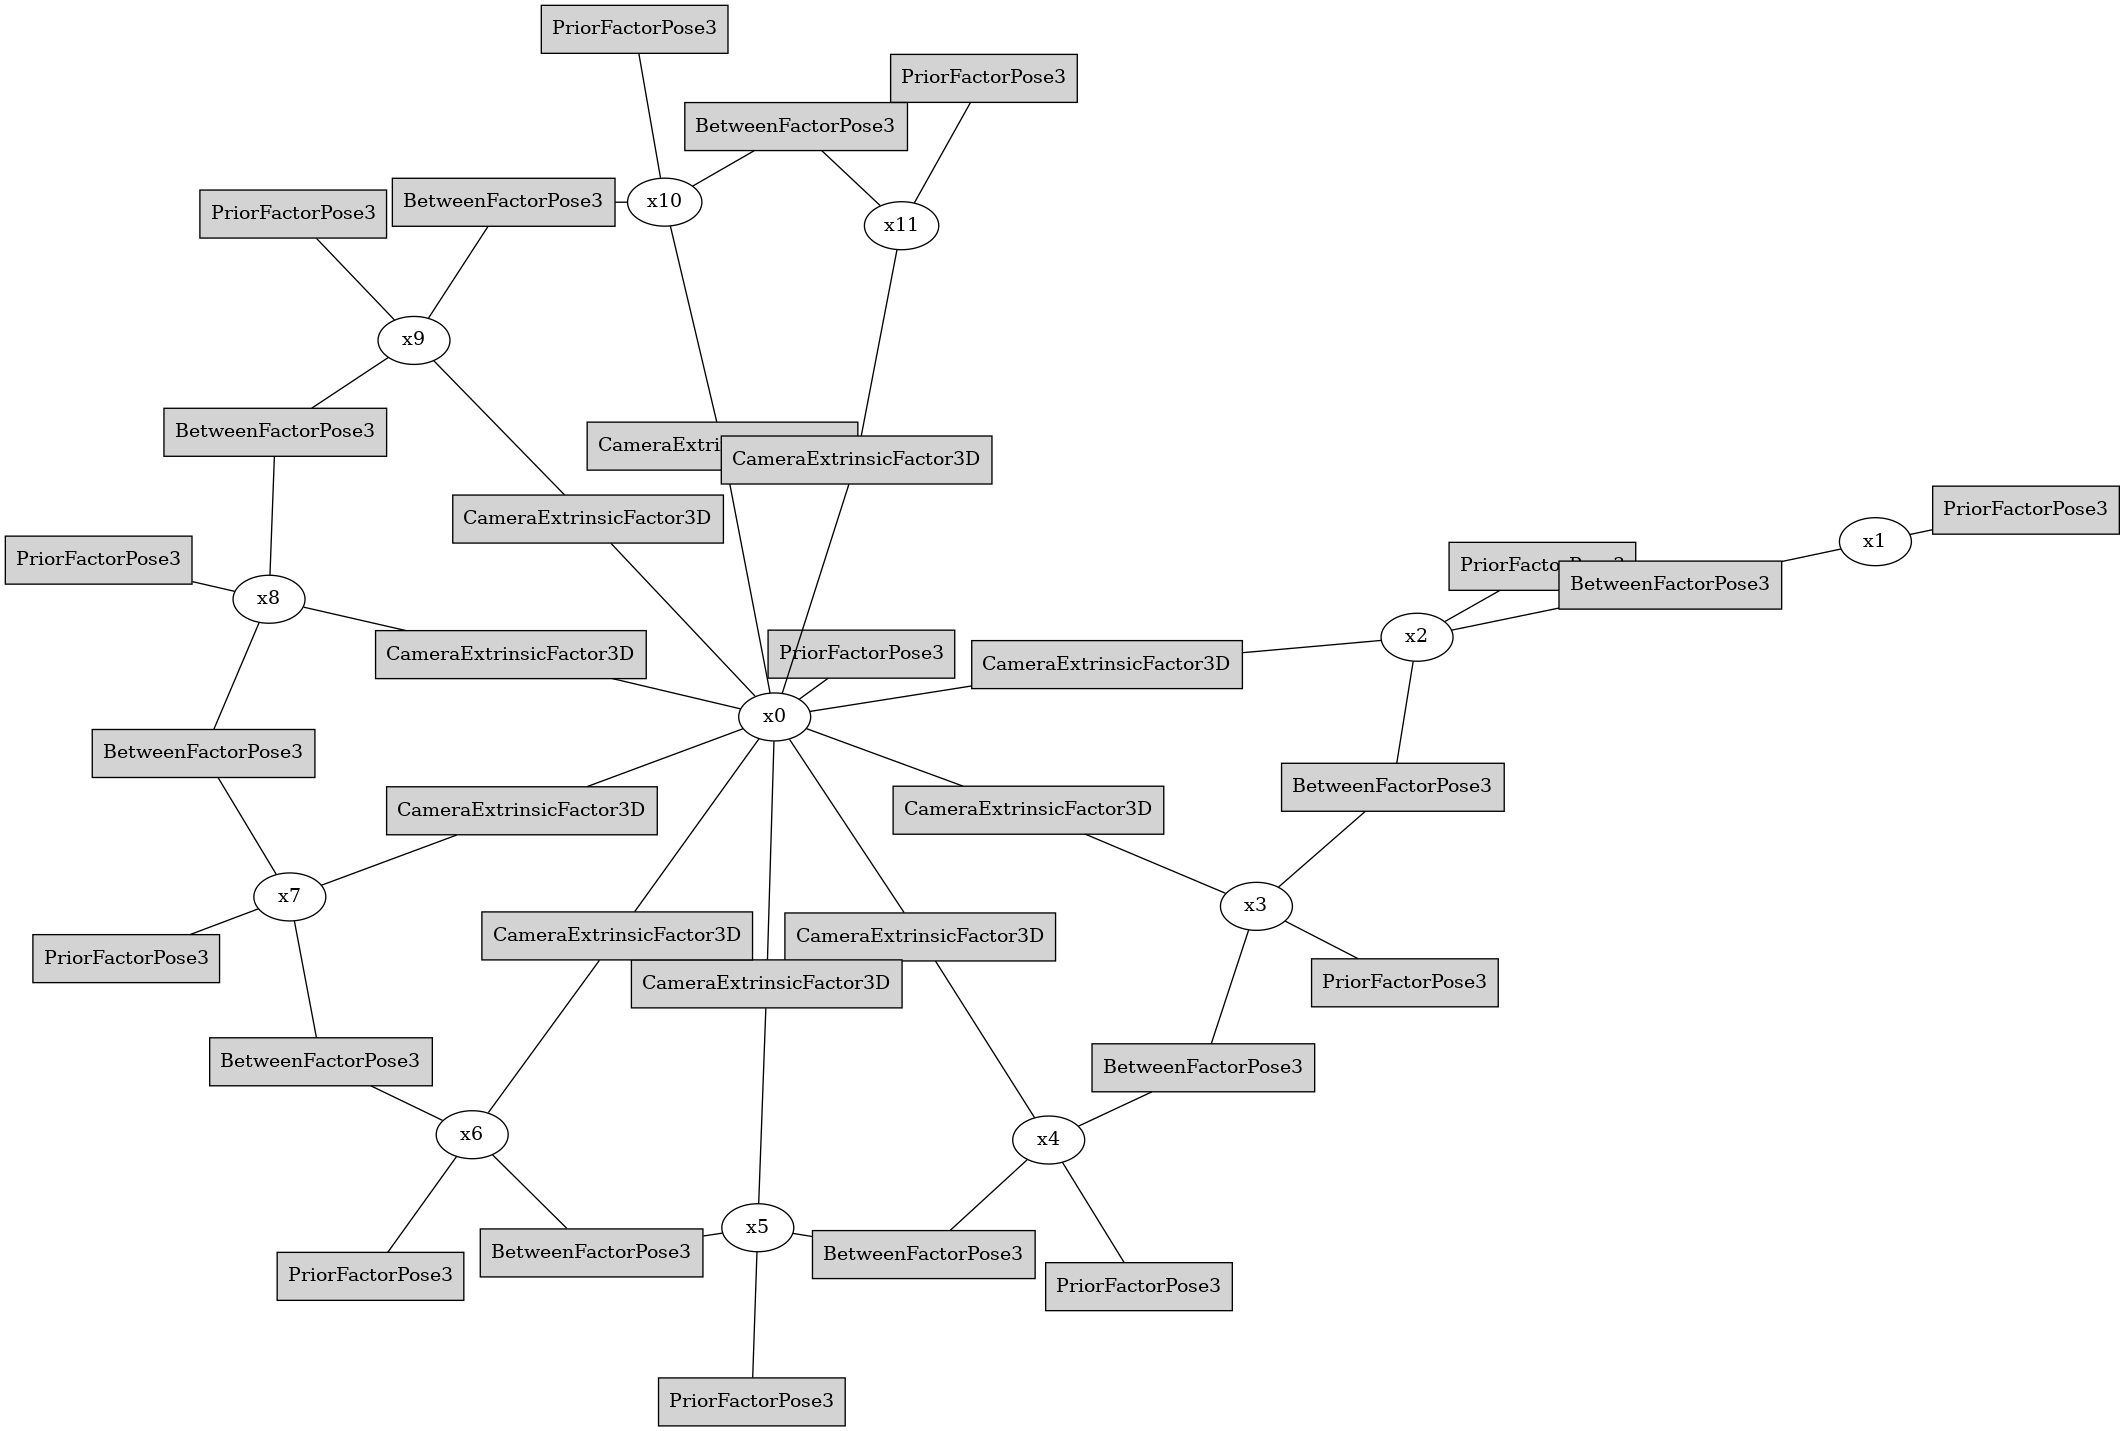 PriorFactorPose3
PriorFactorPose3
BetweenFactorPose3
PriorFactorPose3
BetweenFactorPose3
x10
x11
x9
BetweenFactorPose3
CameraExtri
CameraExtrinsicFactor3D
CameraExtrinsicFactor3D
PriorFactorPose3
x1
PriorFactorPose3
PriorFacto
BetweenFactorPose3
x8
CameraExtrinsicFactor3D
PriorFactorPose3
CameraExtrinsicFactor3D
x2
x0
BetweenFactorPose3
CameraExtrinsicFactor3D
CameraExtrinsicFactor3D
BetweenFactorPose3
x7
x3
PriorFactorPose3
CameraExtrinsicFactor3D
CameraExtrinsicFactor3D
CameraExtrinsicFactor3D
PriorFactorPose3
BetweenFactorPose3
BetweenFactorPose3
x6
x4
x5
PriorFactorPose3
BetweenFactorPose3
BetweenFactorPose3
PriorFactorPose3
PriorFactorPose3